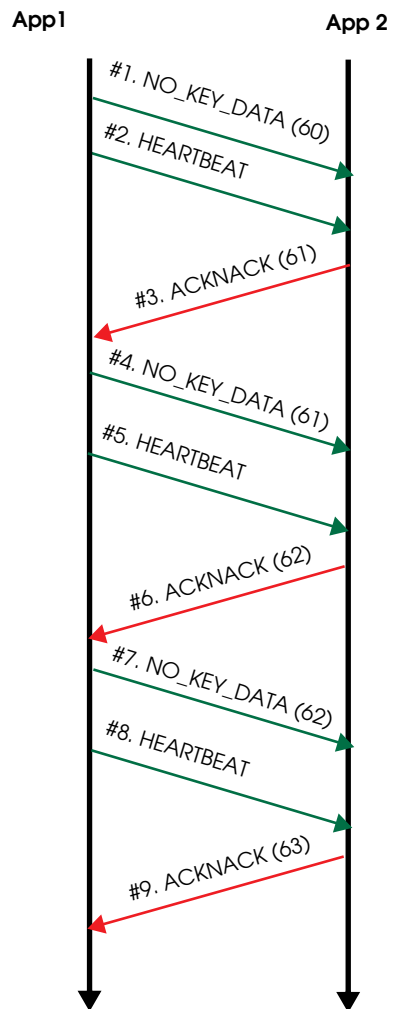 App1
App 2
#1. NO_KEY_DATA (60)
#2. HEARTBEAT
#3. ACKNACK (61)
#4. NO_KEY_DATA (61)
#5. HEARTBEAT
#6. ACKNACK (62)
#7. NO_KEY_DATA (62)
#8. HEARTBEAT
#9. ACKNACK (63)